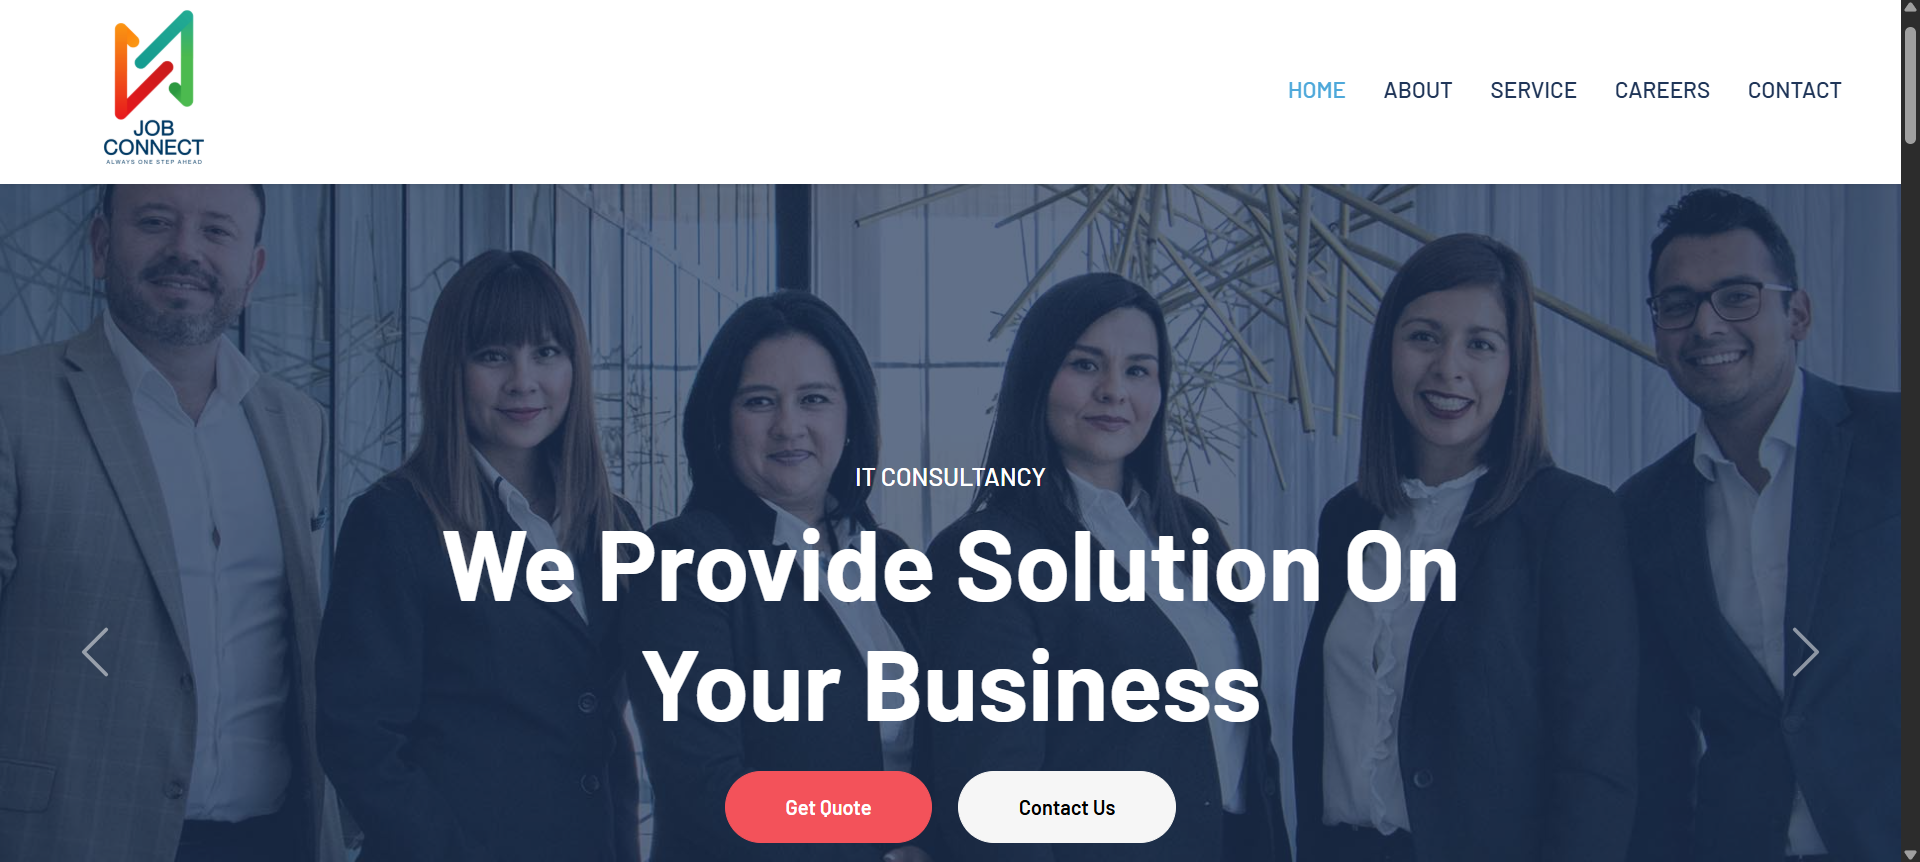 JOB
CONNECT
ALWAYS ONE STEP AHEAD
HOME ABOUT SERVICE CAREERS CONTACT
IT CONSULTANCY
We Provide Solution On
Your Business
Get Quote Contact Us